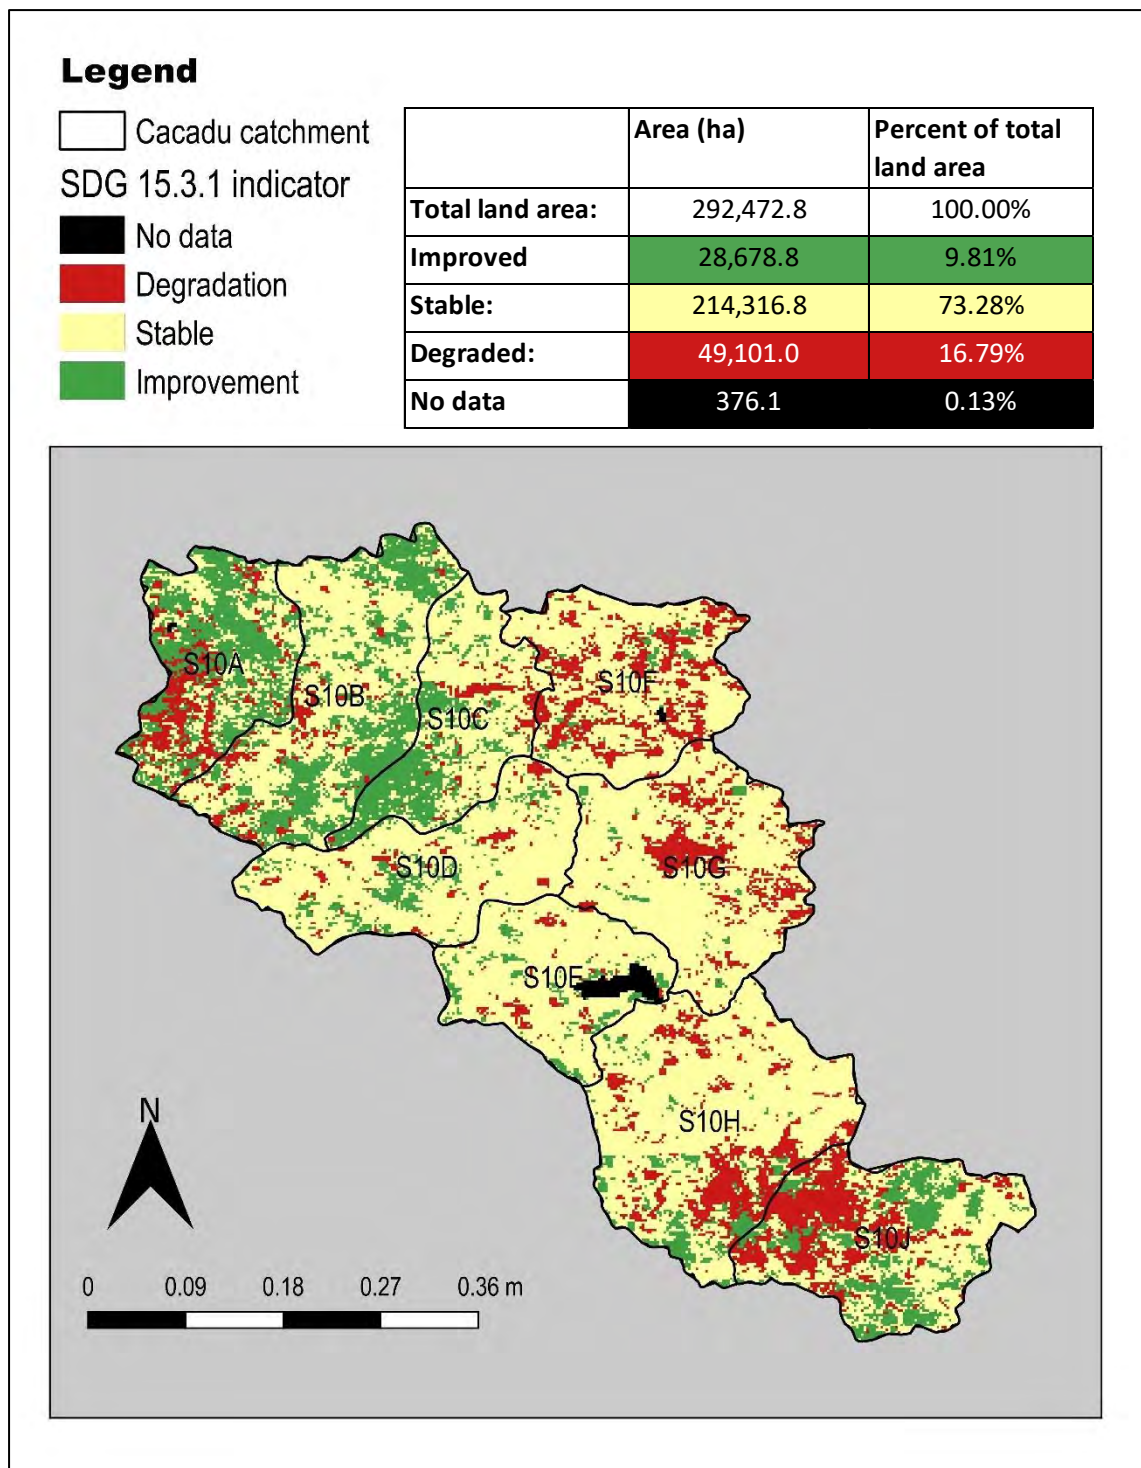 Legend
Cacadu catchment
SDG 15.3.1 indicator
No data
Degradation
Stable
Improvement
Area (ha) Percent of total land area
Total land area: 292,472.8 100.00%
Improved 28,678.8 9.81%
Stable: 214,316.8 73.28%
Degraded: 49,101.0 16.79%
No data 376.1 0.13%
S10A
S10B
S10C
S10F
S10D
S10G
S10E
S10H
S10J
N
0 0.09 0.18 0.27 0.36 m